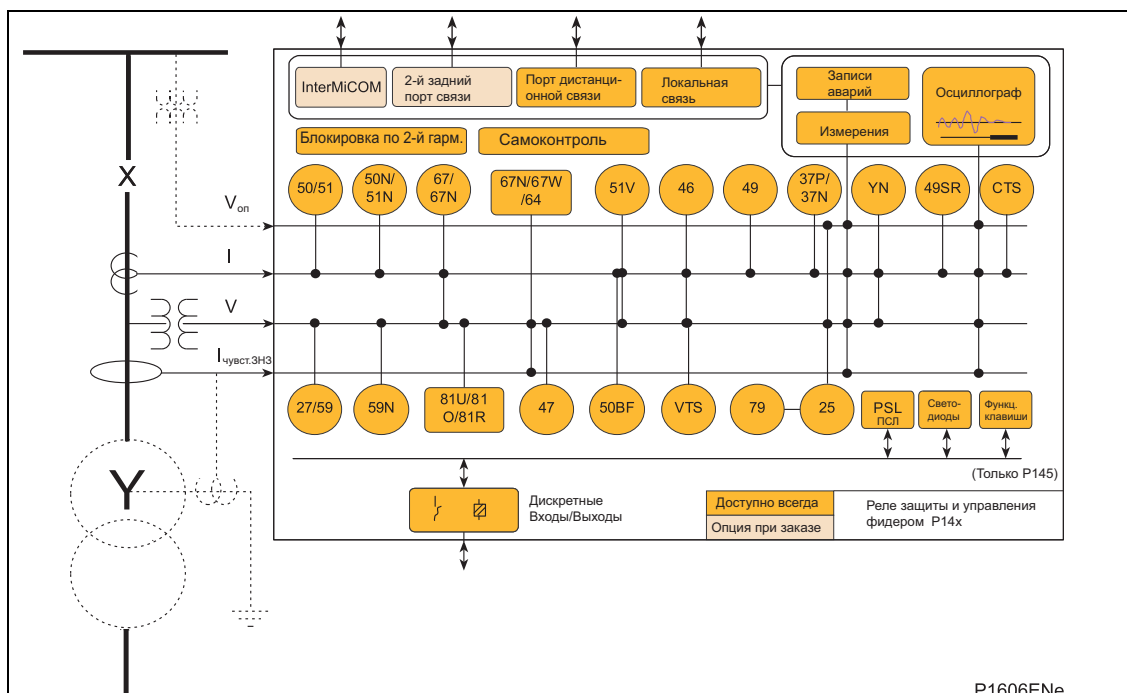 InterMiCOM
2-й задний
порт связи
Порт дистанци-
онной связи
Локальная
связь
Записи
аварий
Измерения
Осциллограф
Блокировка по 2-й гарм.
Самоконтроль
50/51
50N/
51N
67/
67N
67N/67W
/64
51V
46
49
37P/
37N
YN
49SR
CTS
X
Vоп
I
V
Iчувст.ЗНЗ
27/59
59N
81U/81
O/81R
47
50BF
VTS
79
25
PSL
ПСЛ
Свето-
диоды
Функц.
клавиши
Y
(Только P145)
Дискретные
Входы/Выходы
Доступно всегда
Опция при заказе
Реле защиты и управления
фидером P14x
P1606ENe